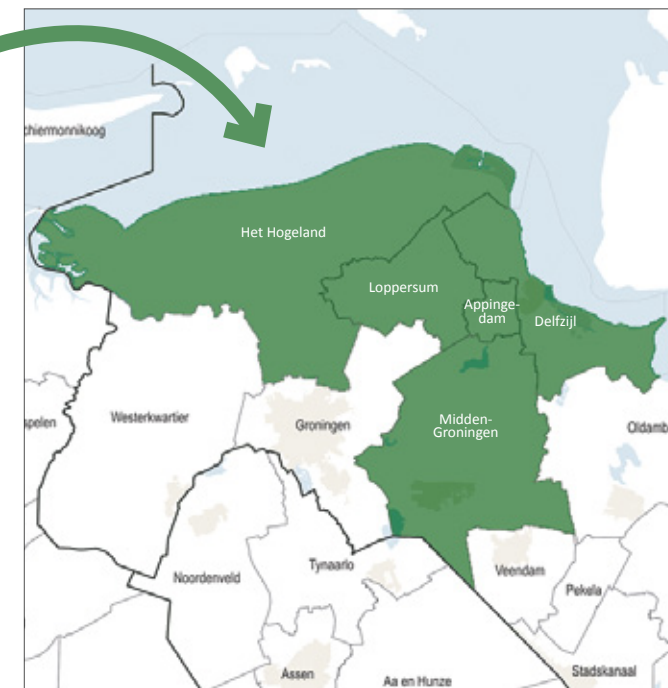 chiermonnikoog
Het Hogeland
Loppersum
Appinge-
dam
Delfzijl
spelen
Westerkwartier
Groningen
Midden-
Groningen
Oldamb
Noordenveld
Tynaarlo
Veendam
Pekela
Assen
Aa en Hunze
Stadskanaal